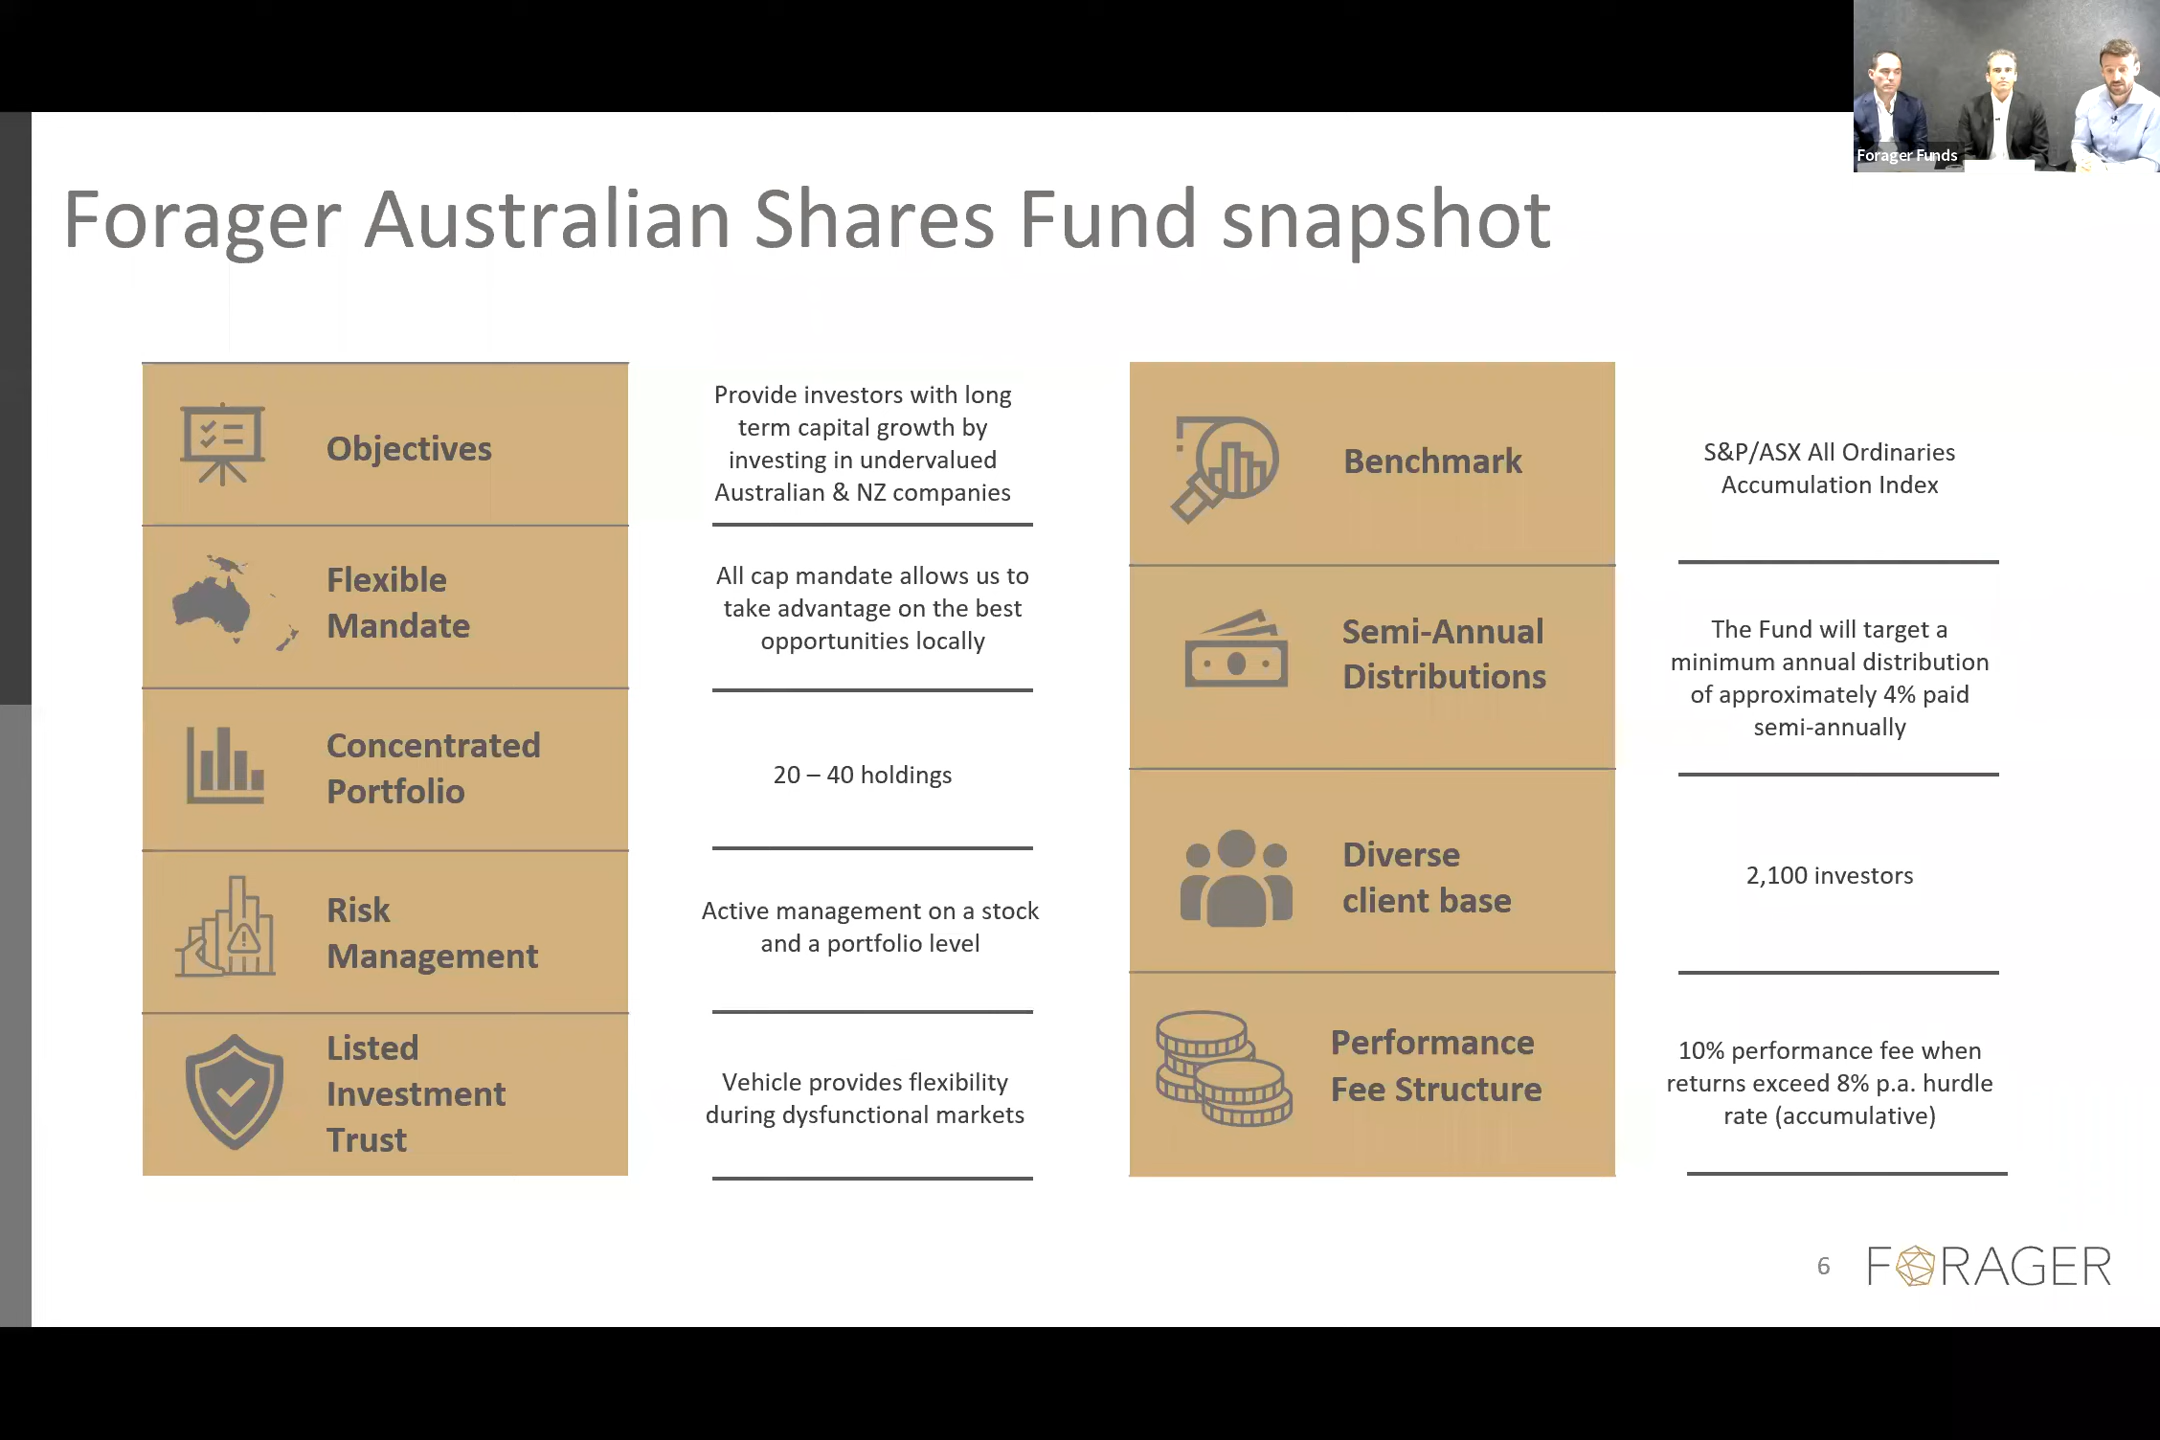 Forager Funds
Forager Australian Shares Fund snapshot
Objectives
Provide investors with long
term capital growth by
investing in undervalued
Australian & NZ companies
Flexible
Mandate
All cap mandate allows us to
take advantage on the best
opportunities locally
Concentrated
Portfolio
20 – 40 holdings
Risk
Management
Active management on a stock
and a portfolio level
Listed
Investment
Trust
Vehicle provides flexibility
during dysfunctional markets
Benchmark
S&P/ASX All Ordinaries
Accumulation Index
Semi-Annual
Distributions
The Fund will target a
minimum annual distribution
of approximately 4% paid
semi-annually
Diverse
client base
2,100 investors
Performance
Fee Structure
10% performance fee when
returns exceed 8% p.a. hurdle
rate (accumulative)
6
FORAGER